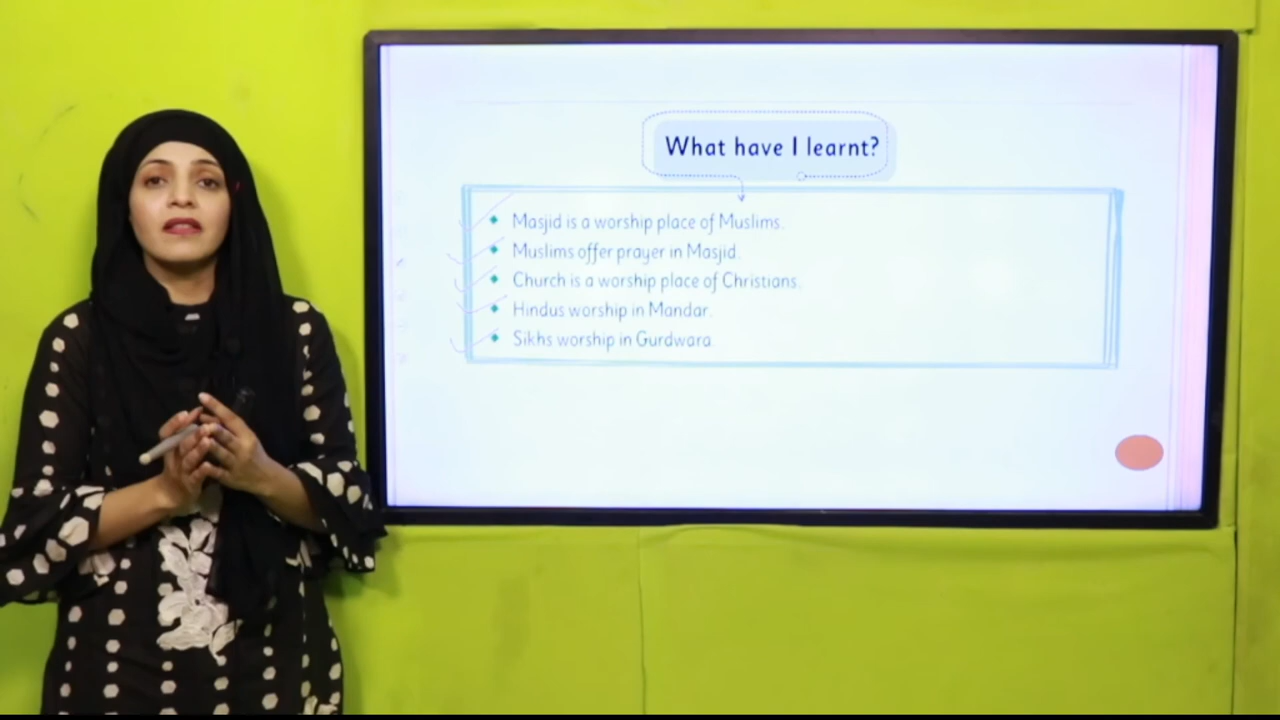 What have I learnt?
Masjid is a worship place of Muslims.
Muslims offer prayer in Masjid.
Church is a worship place of Christians.
Hindus worship in Mandar.
Sikhs worship in Gurdwara